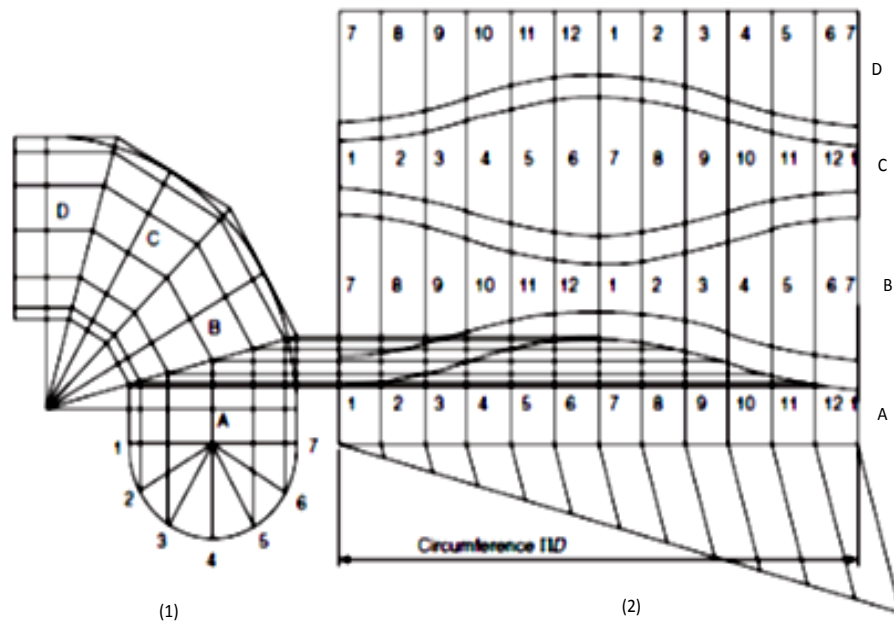 7 8 9 10 11 12 1 2 3 4 5 6 7
D
1 2 3 4 5 6 7 8 9 10 11 12 1
C
7 8 9 10 11 12 1 2 3 4 5 6 7
B
1 2 3 4 5 6 7 8 9 10 11 12 1
A
D
C
B
A
1
7
2
6
3
5
4
Circumference ΠD
(1)
(2)